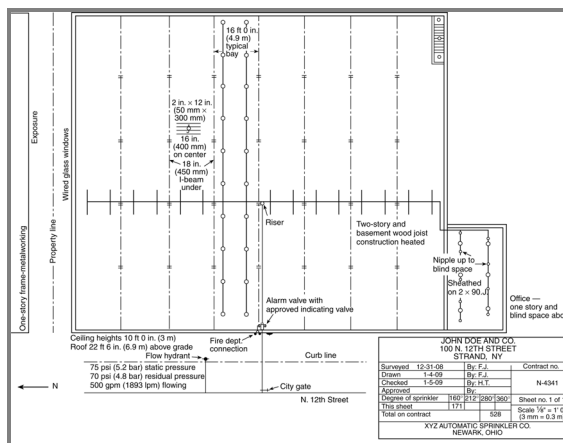 16 ft 0 in.
(4.9 m)
typical
bay
2 in. × 12 in.
(50 mm ×
300 mm)
16 in.
(400 mm)
on center
18 in.
(450 mm)
I-beam
under
Exposure
One-story frame-metalworking
Property line
Wired glass windows
Riser
Two-story and
basement wood joist
construction heated
Nipple up to
blind space
Sheathed
on 2 × 90
Office —
one story and
blind space abo
Alarm valve with
approved indicating valve
Fire dept.
connection
Ceiling heights 10 ft 0 in. (3 m)
Roof 22 ft 6 in. (6.9 m) above grade
Flow hydrant
Curb line
75 psi (5.2 bar) static pressure
70 psi (4.8 bar) residual pressure
500 gpm (1893 lpm) flowing
City gate
N
N. 12th Street
JOHN DOE AND CO.
100 N. 12TH STREET
STRAND, NY
Surveyed 12-31-08 By: F.J. Contract no.
Drawn 1-4-09 By: F.J.
Checked 1-5-09 By: H.T. N-4341
Approved By:
Degree of sprinkler 160° 212° 280° 360° Sheet no. 1 of
This sheet 171
Total on contract 528 Scale ⅛" = 1' 0
(3 mm = 0.3 m
XYZ AUTOMATIC SPRINKLER CO.
NEWARK, OHIO